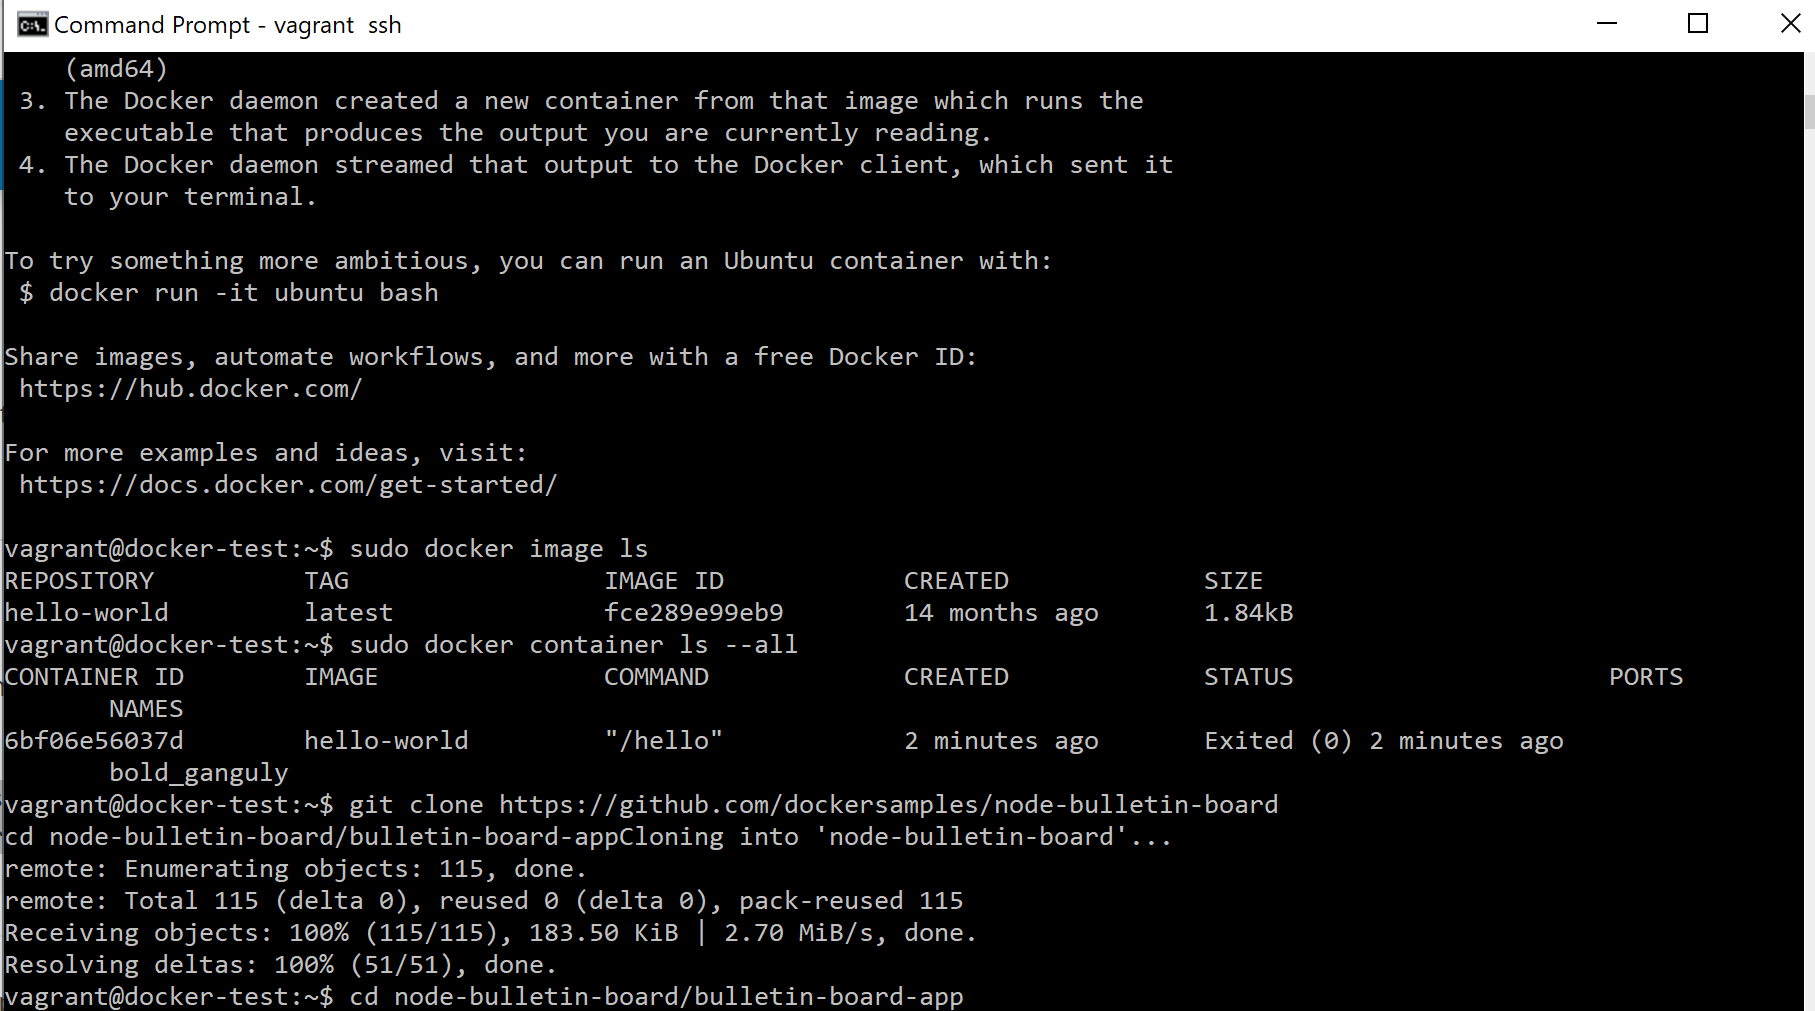 Command Prompt - vagrant  ssh
    (amd64)
 3. The Docker daemon created a new container from that image which runs the
    executable that produces the output you are currently reading.
 4. The Docker daemon streamed that output to the Docker client, which sent it
    to your terminal.

To try something more ambitious, you can run an Ubuntu container with:
 $ docker run -it ubuntu bash

Share images, automate workflows, and more with a free Docker ID:
 https://hub.docker.com/

For more examples and ideas, visit:
 https://docs.docker.com/get-started/

vagrant@docker-test:~$ sudo docker image ls
REPOSITORY          TAG                 IMAGE ID            CREATED             SIZE
hello-world         latest              fce289e99eb9        14 months ago       1.84kB
vagrant@docker-test:~$ sudo docker container ls --all
CONTAINER ID        IMAGE               COMMAND             CREATED             STATUS                     PORTS
       NAMES
6bf06e56037d        hello-world         "/hello"            2 minutes ago       Exited (0) 2 minutes ago
       bold_ganguly
vagrant@docker-test:~$ git clone https://github.com/dockersamples/node-bulletin-board
cd node-bulletin-board/bulletin-board-appCloning into 'node-bulletin-board'...
remote: Enumerating objects: 115, done.
remote: Total 115 (delta 0), reused 0 (delta 0), pack-reused 115
Receiving objects: 100% (115/115), 183.50 KiB | 2.70 MiB/s, done.
Resolving deltas: 100% (51/51), done.
vagrant@docker-test:~$ cd node-bulletin-board/bulletin-board-app